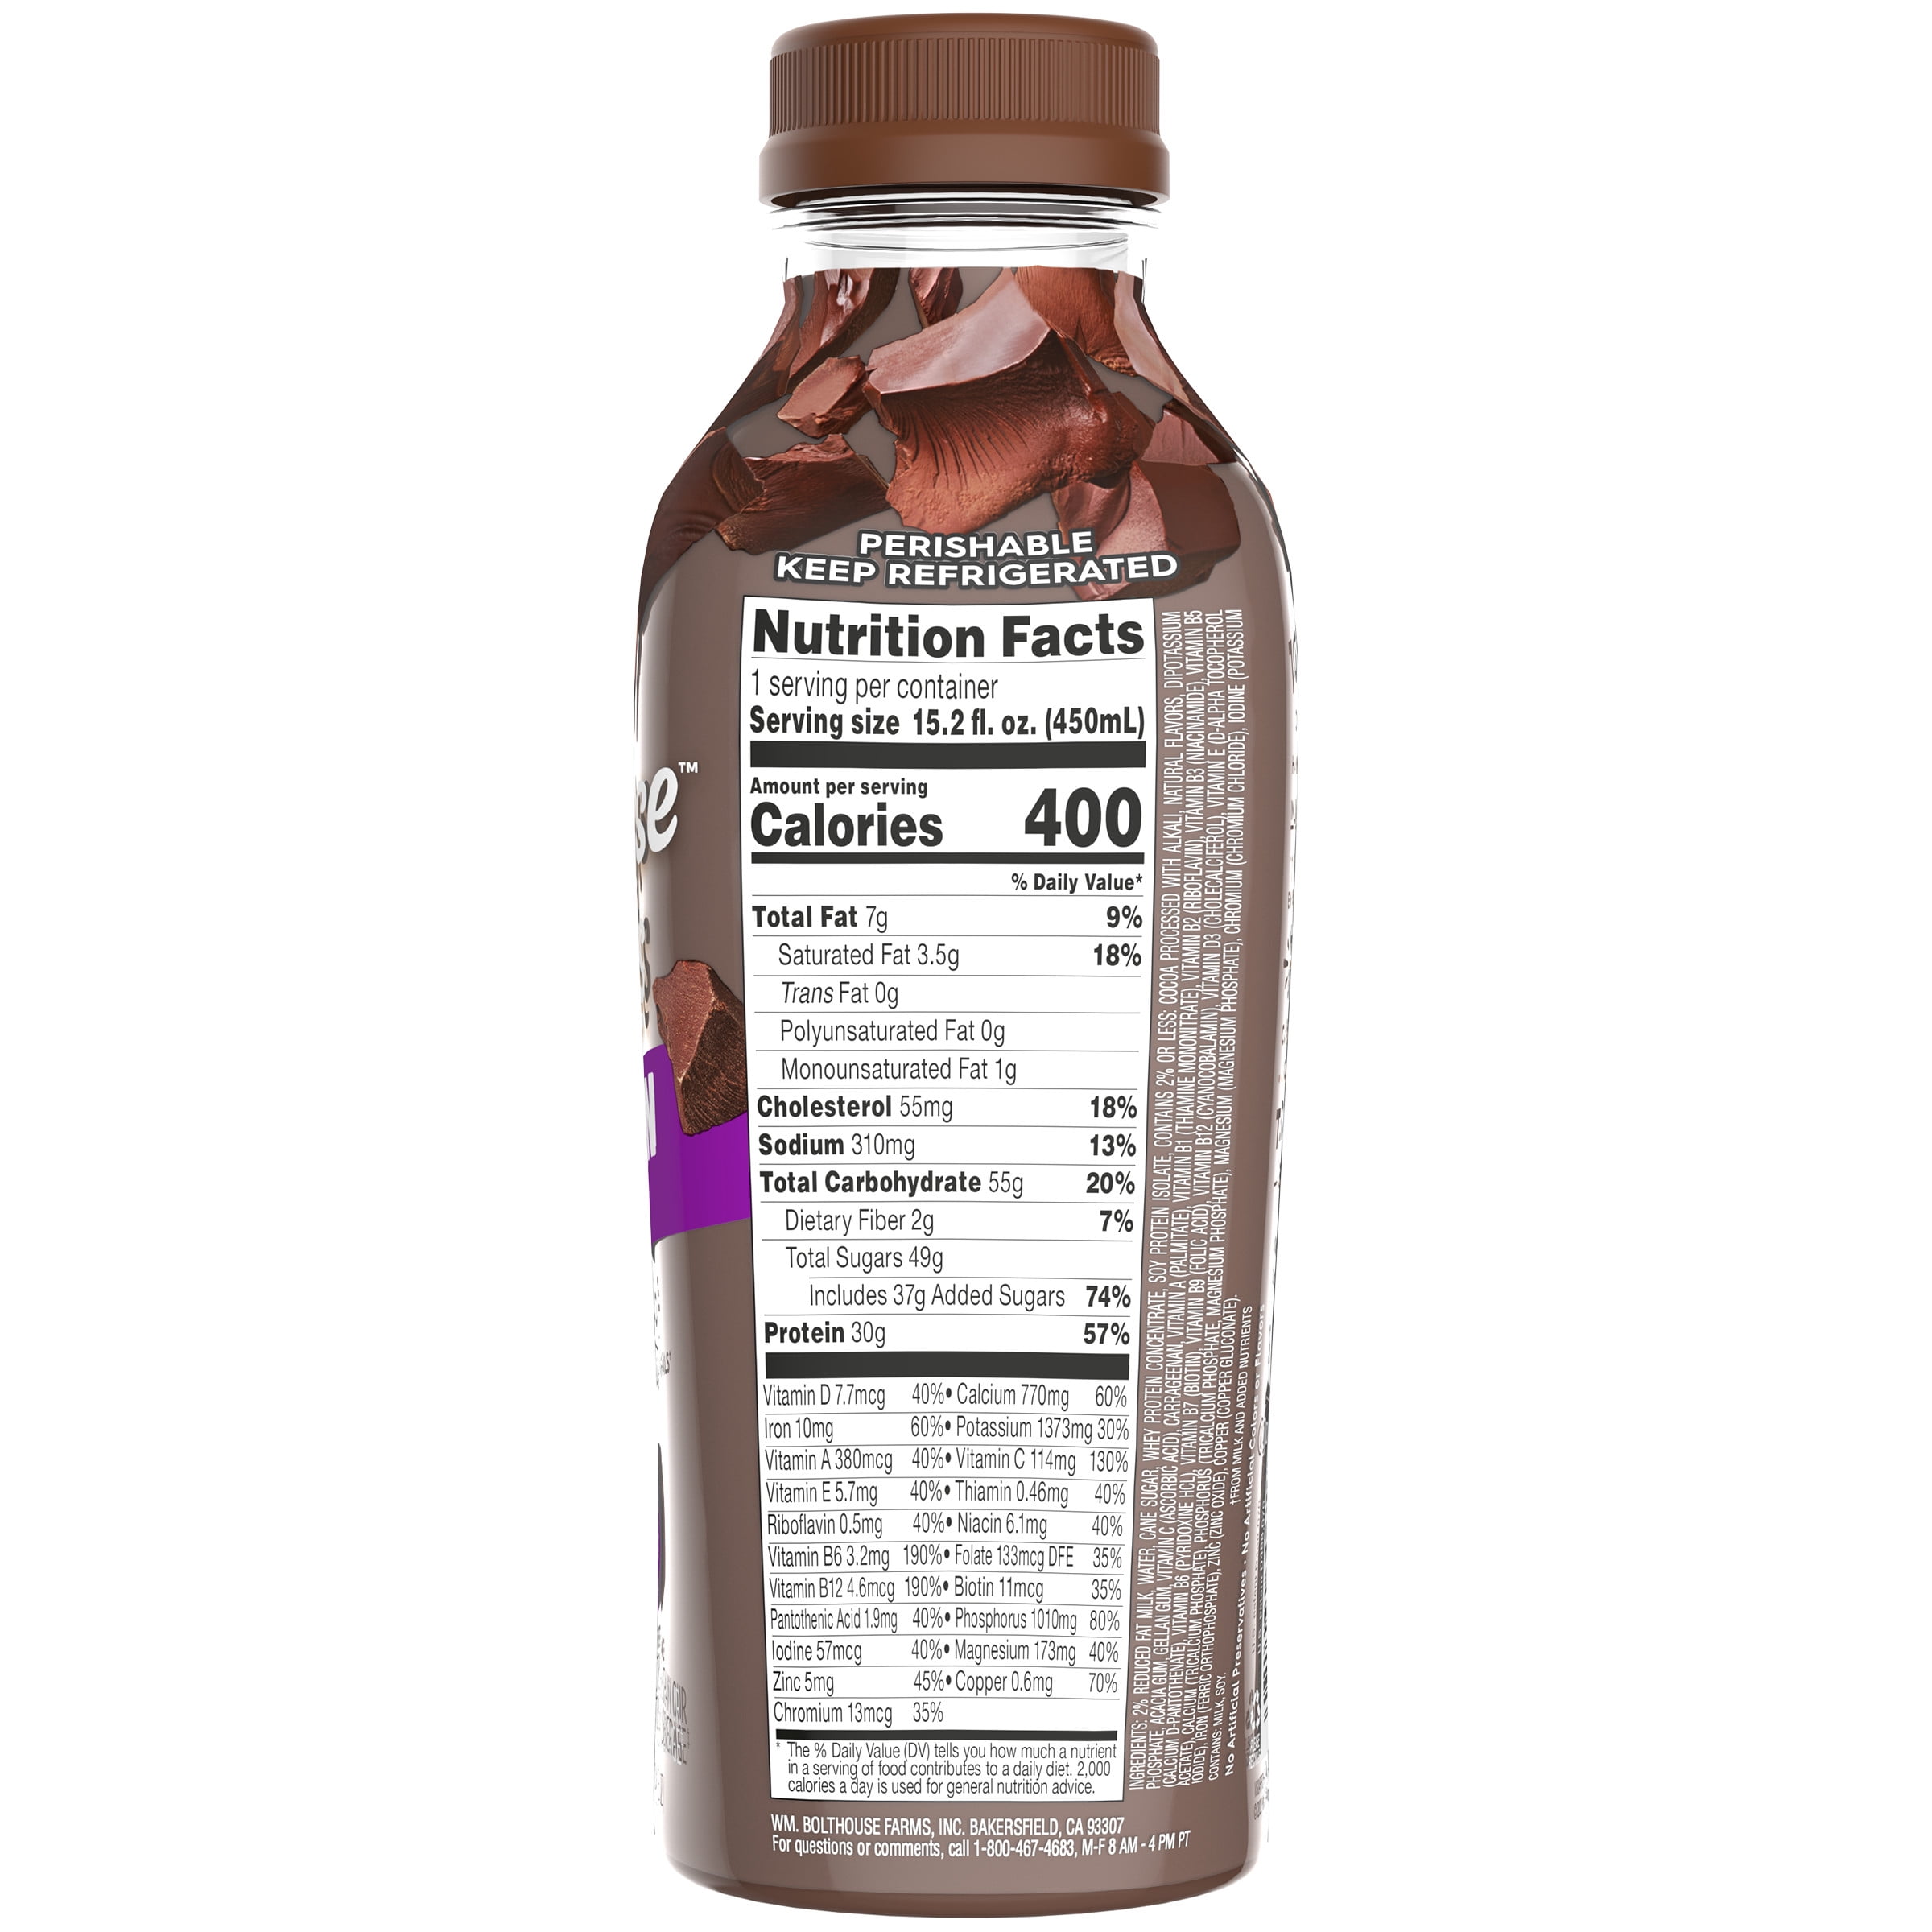 PERISHABLE
KEEP REFRIGERATED
Nutrition Facts
1 serving per container
Serving size 15.2 fl. oz. (450mL)
Amount per serving
Calories 400
% Daily Value*
Total Fat 7g 9%
Saturated Fat 3.5g 18%
Trans Fat 0g
Polyunsaturated Fat 0g
Monounsaturated Fat 1g
Cholesterol 55mg 18%
Sodium 310mg 13%
Total Carbohydrate 55g 20%
Dietary Fiber 2g 7%
Total Sugars 49g
Includes 37g Added Sugars 74%
Protein 30g 57%
Vitamin D 7.7mcg 40% • Calcium 770mg 60%
Iron 10mg 60% • Potassium 1373mg 30%
Vitamin A 380mcg 40% • Vitamin C 114mg 130%
Vitamin E 5.7mg 40% • Thiamin 0.46mg 40%
Riboflavin 0.5mg 40% • Niacin 6.1mg 40%
Vitamin B6 3.2mg 190% • Folate 133mcg DFE 35%
Vitamin B12 4.6mcg 190% • Biotin 11mcg 35%
Pantothenic Acid 1.9mg 40% • Phosphorus 1010mg 80%
Iodine 57mcg 40% • Magnesium 173mg 40%
Zinc 5mg 45% • Copper 0.6mg 70%
Chromium 13mcg 35%
* The % Daily Value (DV) tells you how much a nutrient
in a serving of food contributes to a daily diet. 2,000
calories a day is used for general nutrition advice.
WM. BOLTHOUSE FARMS, INC. BAKERSFIELD, CA 93307
For questions or comments, call 1-800-467-4683, M-F 8 AM - 4 PM PT
INGREDIENTS: 2% REDUCED FAT MILK, WATER, CANE SUGAR, WHEY PROTEIN CONCENTRATE, SOY PROTEIN ISOLATE, CONTAINS 2% OR LESS: COCOA PROCESSED WITH ALKALI, NATURAL FLAVORS, DIPOTASSIUM
PHOSPHATE, ACACIA GUM, GELLAN GUM, VITAMIN C (ASCORBIC ACID), CARRAGEENAN, VITAMIN A (PALMITATE), VITAMIN B1 (THIAMINE MONONITRATE), VITAMIN B2 (RIBOFLAVIN), VITAMIN B3 (NIACINAMIDE), VITAMIN B5
(CALCIUM D-PANTOTHENATE), VITAMIN B6 (PYRIDOXINE HCL), VITAMIN B7 (BIOTIN), VITAMIN B9 (FOLIC ACID), VITAMIN B12 (CYANOCOBALAMIN), VITAMIN D3 (CHOLECALCIFEROL), VITAMIN E (D-ALPHA TOCOPHEROL
ACETATE), CALCIUM (TRICALCIUM PHOSPHATE), PHOSPHORUS (TRICALCIUM PHOSPHATE, MAGNESIUM PHOSPHATE), MAGNESIUM (MAGNESIUM PHOSPHATE), CHROMIUM (CHROMIUM CHLORIDE), IODINE (POTASSIUM
IODIDE), IRON (FERRIC ORTHOPHOSPHATE), ZINC (ZINC OXIDE), COPPER (COPPER GLUCONATE).
CONTAINS: MILK, SOY.
†FROM MILK AND ADDED NUTRIENTS
No Artificial Preservatives • No Artificial Colors or Flavors